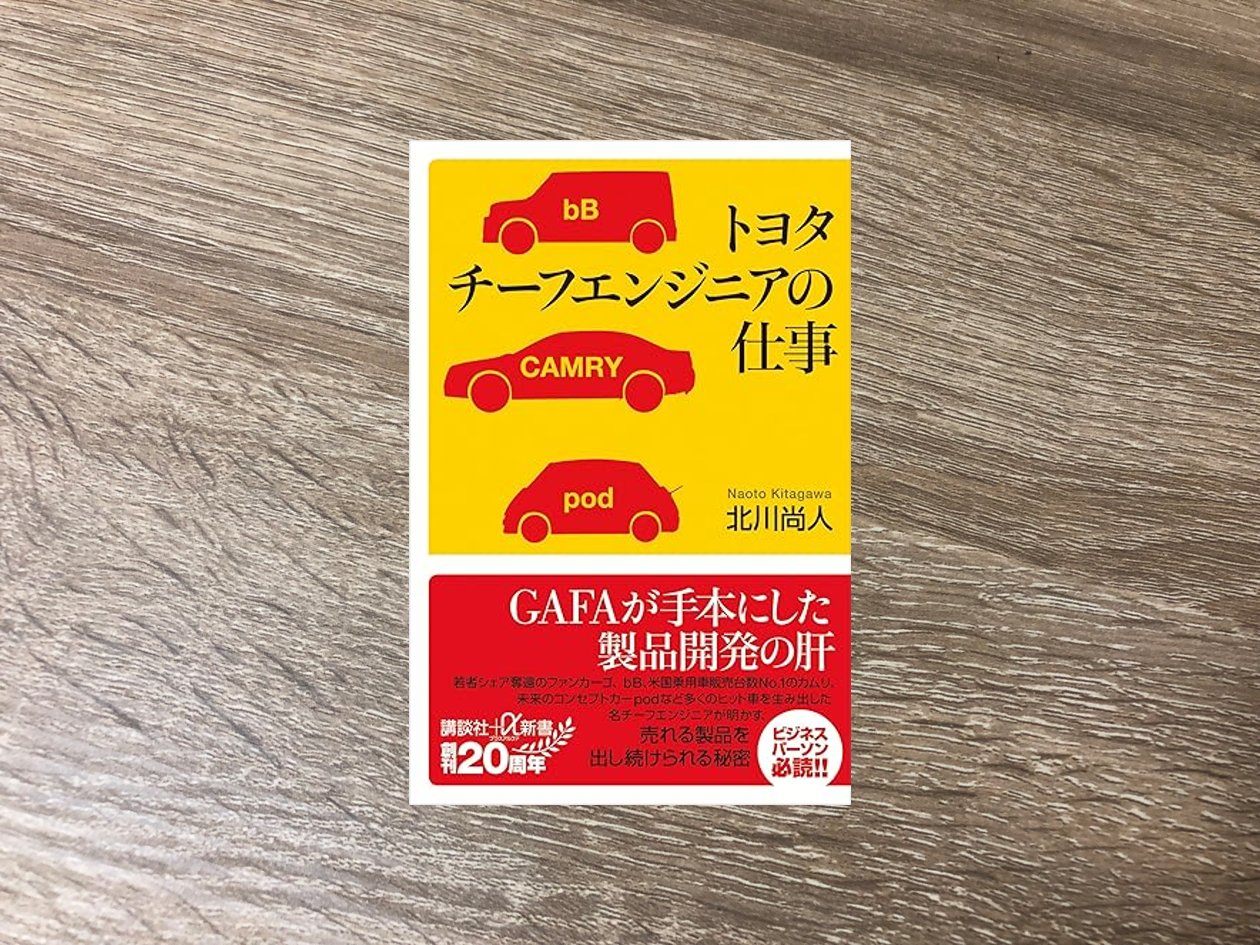 bB
トヨタ
チーフエンジニアの
仕事
CAMRY
pod
Naoto Kitagawa
北川尚人
GAFAが手本にした
製品開発の肝
若者シェア奪還のファンカーゴ、bB、米国乗用車販売台数No.1のカムリ、
未来のコンセプトカーpodなど多くのヒット車を生み出した
名チーフエンジニアが明かす、
売れる製品を
出し続けられる秘密
講談社+α新書
プラスアルファ
創刊20周年
ビジネス
パーソン
必読!!